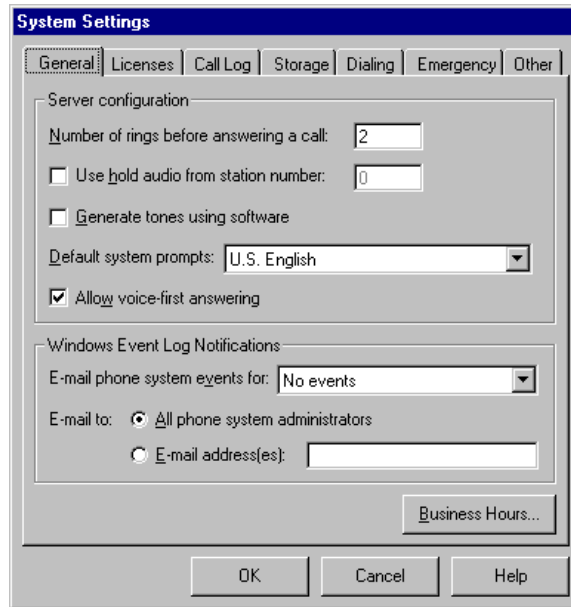 System Settings
General Licenses Call Log Storage Dialing Emergency Other
Server configuration
Number of rings before answering a call: 2
Use hold audio from station number: 0
Generate tones using software
Default system prompts: U.S. English
Allow voice-first answering
Windows Event Log Notifications
E-mail phone system events for: No events
E-mail to: All phone system administrators
E-mail address(es):
Business Hours...
OK Cancel Help